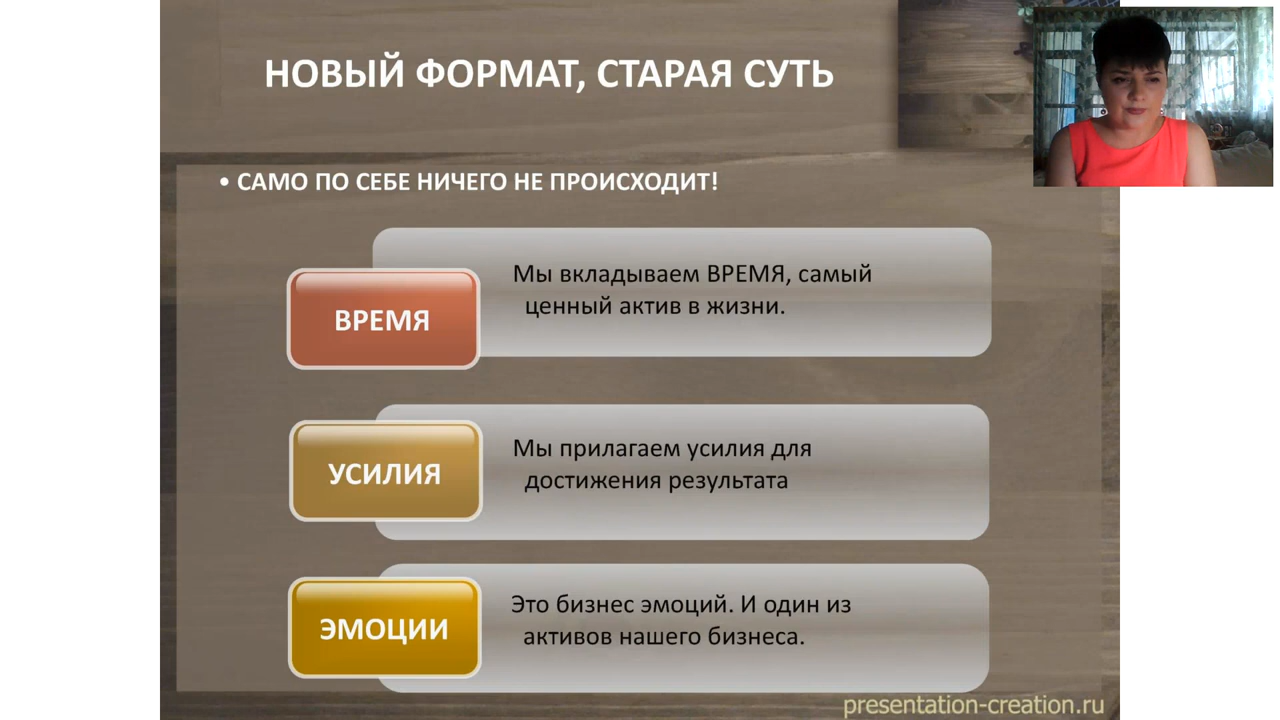 НОВЫЙ ФОРМАТ, СТАРАЯ СУТЬ
• САМО ПО СЕБЕ НИЧЕГО НЕ ПРОИСХОДИТ!
ВРЕМЯ
Мы вкладываем ВРЕМЯ, самый
ценный актив в жизни.
УСИЛИЯ
Мы прилагаем усилия для
достижения результата
ЭМОЦИИ
Это бизнес эмоций. И один из
активов нашего бизнеса.
presentation-creation.ru